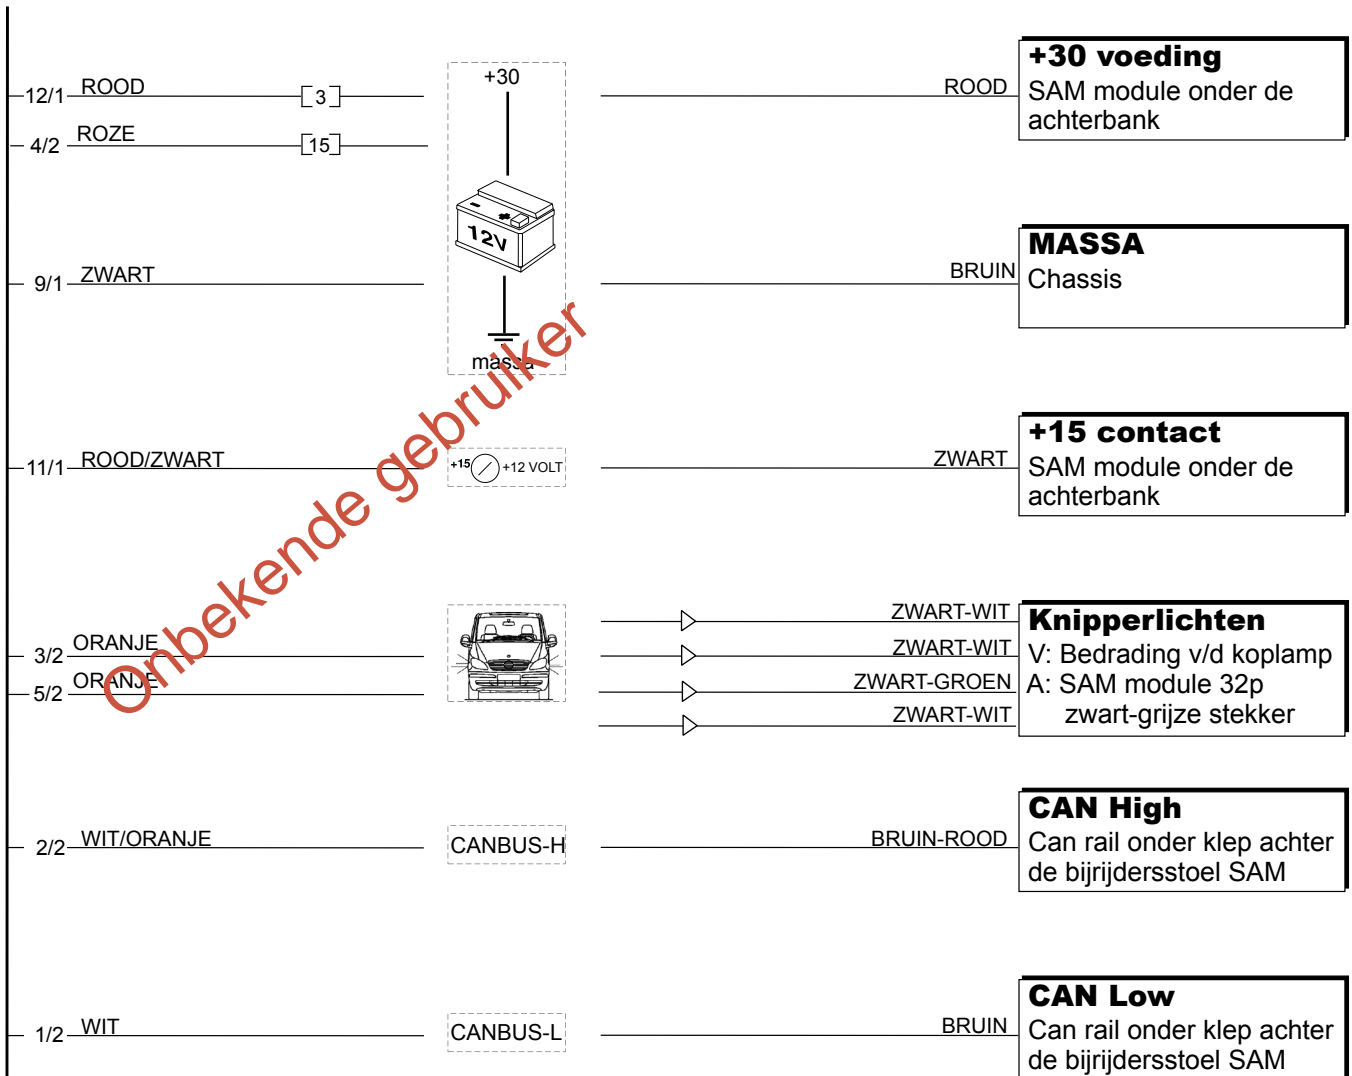 12/1 ROOD [3] +30 ROOD
+30 voeding
SAM module onder de
achterbank
4/2 ROZE [15]
12V
9/1 ZWART BRUIN
MASSA
Chassis
massa
11/1 ROOD/ZWART +15 +12 VOLT ZWART
+15 contact
SAM module onder de
achterbank
Onbekende gebruiker
3/2 ORANJE
5/2 ORANJE
ZWART-WIT
ZWART-WIT
ZWART-GROEN
ZWART-WIT
Knipperlichten
V: Bedrading v/d koplamp
A: SAM module 32p
zwart-grijze stekker
2/2 WIT/ORANJE CANBUS-H BRUIN-ROOD
CAN High
Can rail onder klep achter
de bijrijdersstoel SAM
1/2 WIT CANBUS-L BRUIN
CAN Low
Can rail onder klep achter
de bijrijdersstoel SAM